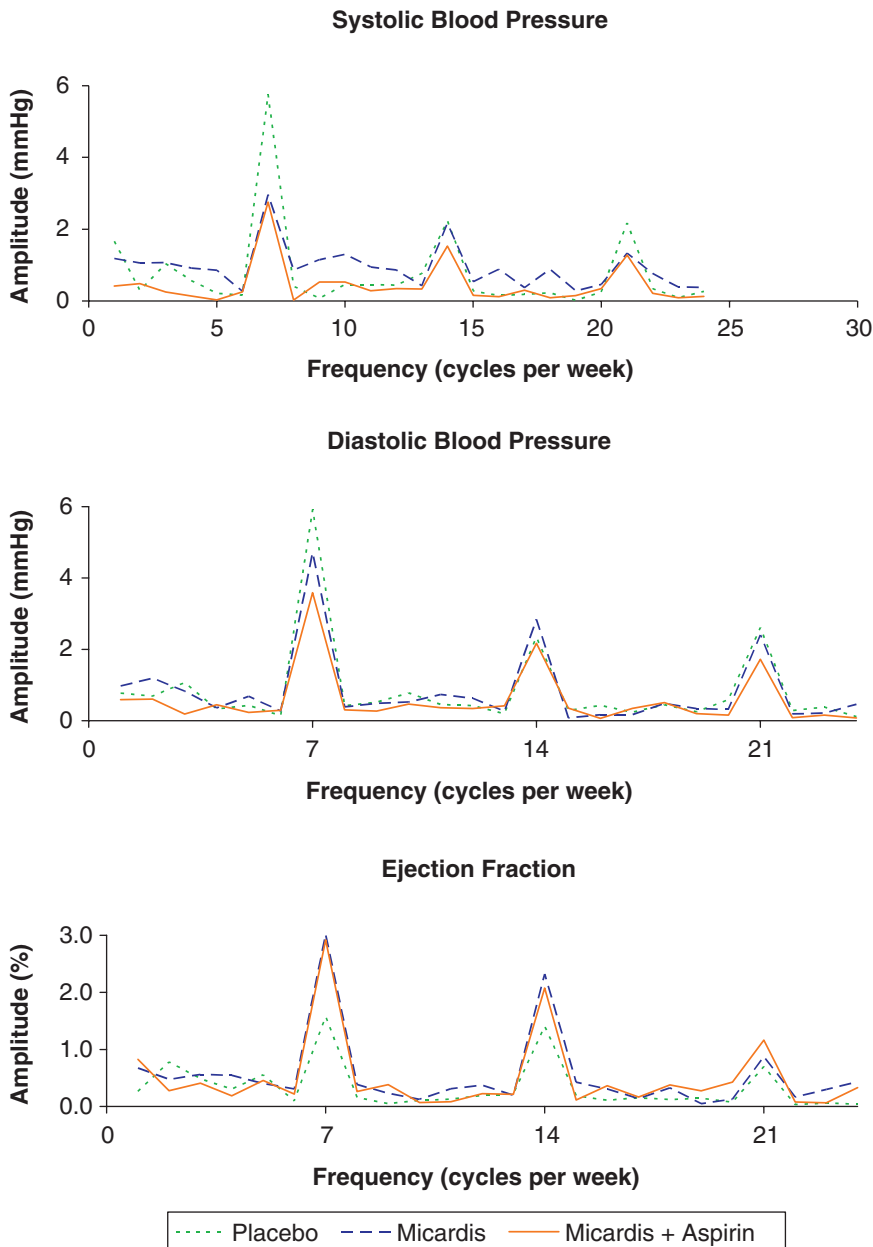 Systolic Blood Pressure
Amplitude (mmHg)
6
4
2
0
0 5 10 15 20 25 30
Frequency (cycles per week)
Diastolic Blood Pressure
Amplitude (mmHg)
6
4
2
0
0 7 14 21
Frequency (cycles per week)
Ejection Fraction
Amplitude (%)
3.0
2.0
1.0
0.0
0 7 14 21
Frequency (cycles per week)
Placebo Micardis Micardis + Aspirin